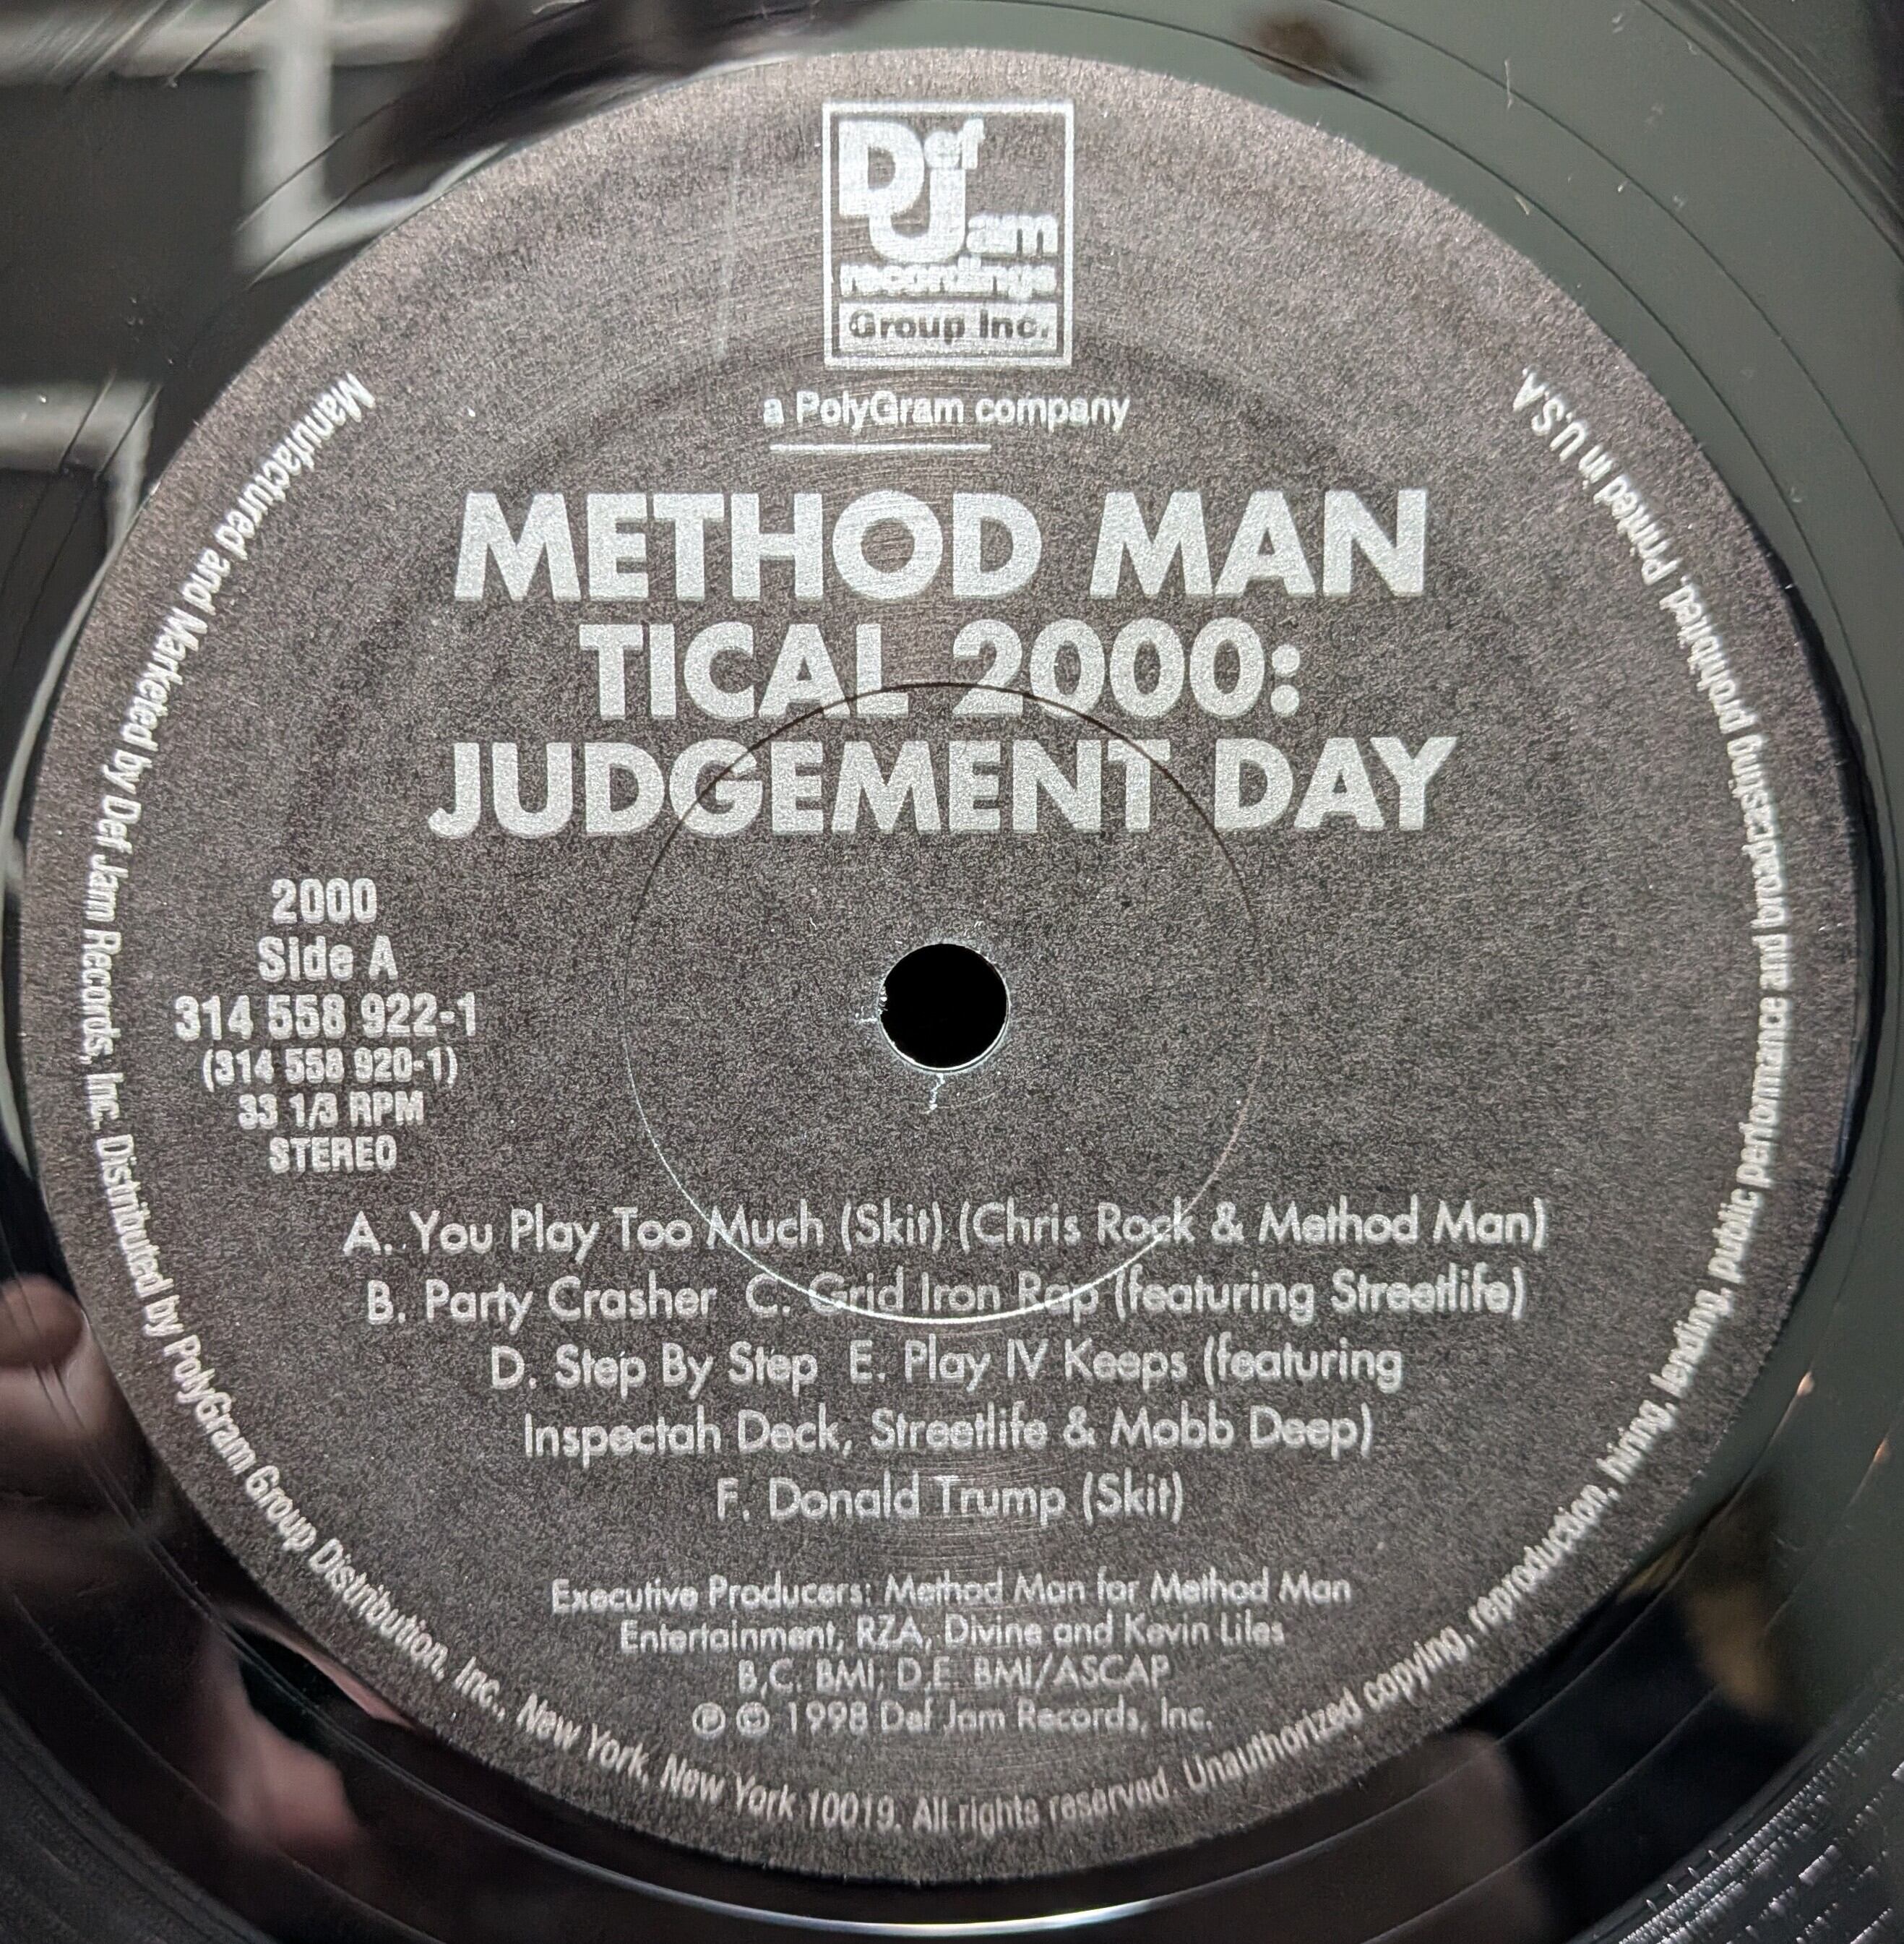 Def Jam
recordings
Group Inc.
a PolyGram company
METHOD MAN
TICAL 2000:
JUDGEMENT DAY
2000
Side A
314 558 922-1
(314 558 920-1)
33 1/3 RPM
STEREO
A. You Play Too Much (Skit) (Chris Rock & Method Man)
B. Party Crasher C. Grid Iron Rap (featuring Streetlife)
D. Step By Step E. Play IV Keeps (featuring
Inspectah Deck, Streetlife & Mobb Deep)
F. Donald Trump (Skit)
Executive Producers: Method Man for Method Man
Entertainment, RZA, Divine and Kevin Liles
B,C. BMI; D,E. BMI/ASCAP
℗ © 1998 Def Jam Records, Inc.
Manufactured and Marketed by Def Jam Records, Inc. Distributed by PolyGram Group Distribution, Inc., New York, New York 10019. All rights reserved. Unauthorized copying, reproduction, hiring, lending, public performance and broadcasting prohibited. Printed in U.S.A.